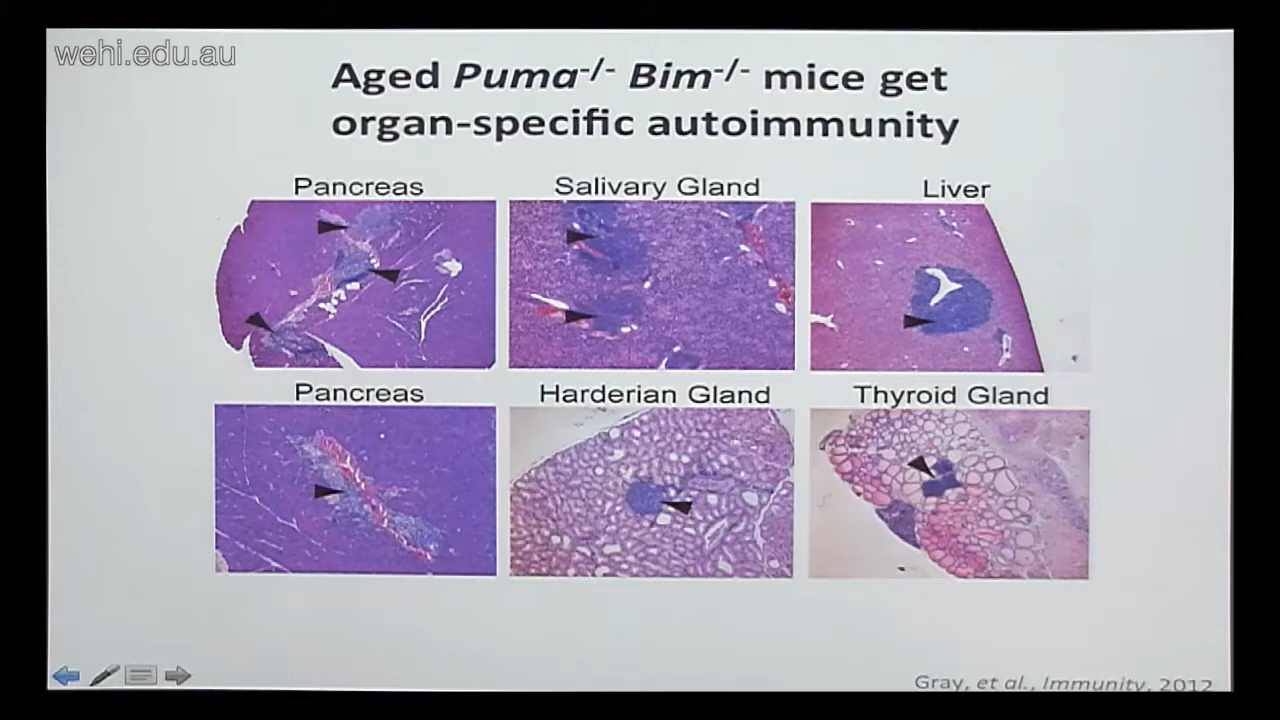 wehi.edu.au
Aged Puma-/- Bim-/- mice get
organ-specific autoimmunity
Pancreas
Salivary Gland
Liver
Pancreas
Harderian Gland
Thyroid Gland
Gray, et al., Immunity, 2012